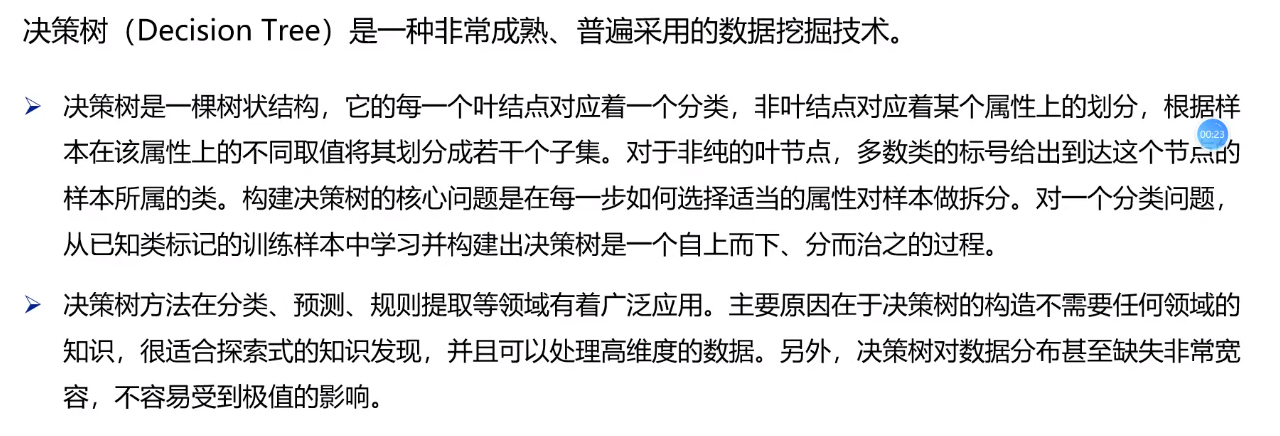 决策树（Decision Tree）是一种非常成熟、普遍采用的数据挖掘技术。
决策树是一棵树状结构，它的每一个叶结点对应着一个分类，非叶结点对应着某个属性上的划分，根据样
00:23
本在该属性上的不同取值将其划分成若干个子集。对于非纯的叶节点，多数类的标号给出到达这个节点的
样本所属的类。构建决策树的核心问题是在每一步如何选择适当的属性对样本做拆分。对一个分类问题，
从已知类标记的训练样本中学习并构建出决策树是一个自上而下、分而治之的过程。
决策树方法在分类、预测、规则提取等领域有着广泛应用。主要原因在于决策树的构造不需要任何领域的
知识，很适合探索式的知识发现，并且可以处理高维度的数据。另外，决策树对数据分布甚至缺失非常宽
容，不容易受到极值的影响。